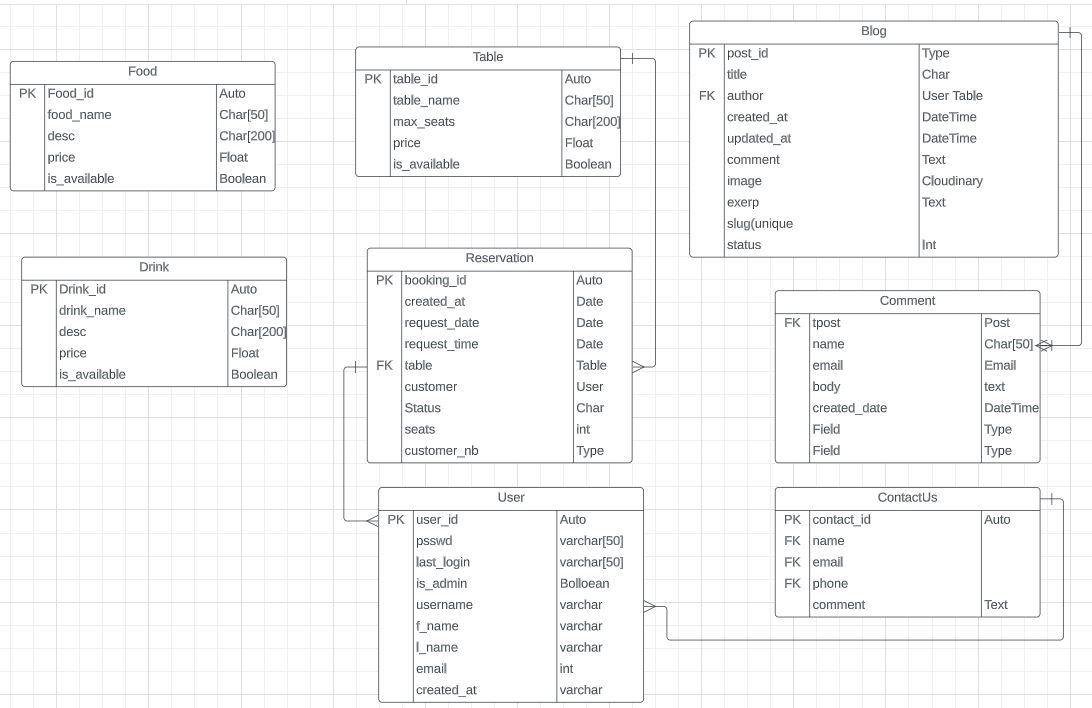 Food
PK Food_id Auto
food_name Char[50]
desc Char[200]
price Float
is_available Boolean
Table
PK table_id Auto
table_name Char[50]
max_seats Char[200]
price Float
is_available Boolean
Blog
PK post_id Type
title Char
FK author User Table
created_at DateTime
updated_at DateTime
comment Text
image Cloudinary
exerp Text
slug(unique
status Int
Drink
PK Drink_id Auto
drink_name Char[50]
desc Char[200]
price Float
is_available Boolean
Reservation
PK booking_id Auto
created_at Date
request_date Date
request_time Date
FK table Table
customer User
Status Char
seats int
customer_nb Type
Comment
FK tpost Post
name Char[50]
email Email
body text
created_date DateTime
Field Type
Field Type
User
PK user_id Auto
psswd varchar[50]
last_login varchar[50]
is_admin Bolloean
username varchar
f_name varchar
l_name varchar
email int
created_at varchar
ContactUs
PK contact_id Auto
FK name
FK email
FK phone
comment Text